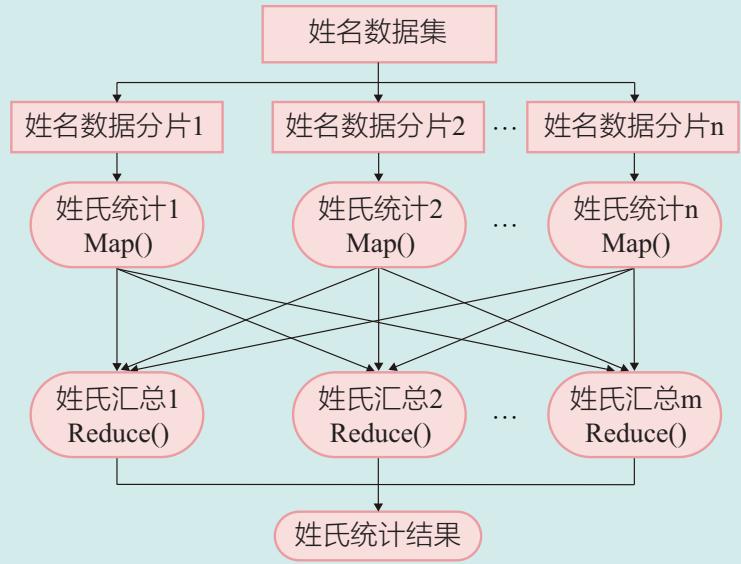 姓名数据集
姓名数据分片1
姓名数据分片2
…
姓名数据分片n
姓氏统计1
Map()
姓氏统计2
Map()
…
姓氏统计n
Map()
姓氏汇总1
Reduce()
姓氏汇总2
Reduce()
…
姓氏汇总m
Reduce()
姓氏统计结果